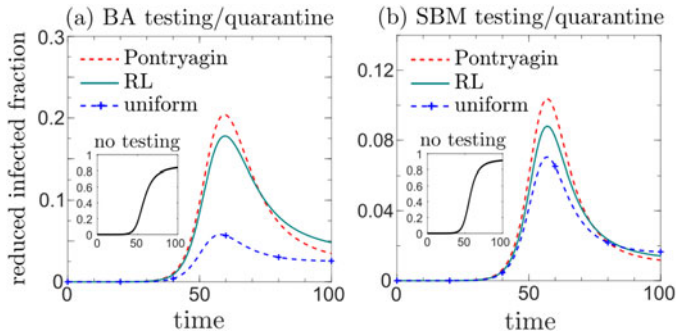 (a) BA testing/quarantine
0.3
0.2
0.1
0
reduced infected fraction
Pontryagin
RL
uniform
no testing
1
0.8
0.6
0.4
0.2
0
0 50 100
0 50 100
time
(b) SBM testing/quarantine
0.12
0.08
0.04
0
Pontryagin
RL
uniform
no testing
1
0.8
0.6
0.4
0.2
0
0 50 100
0 50 100
time